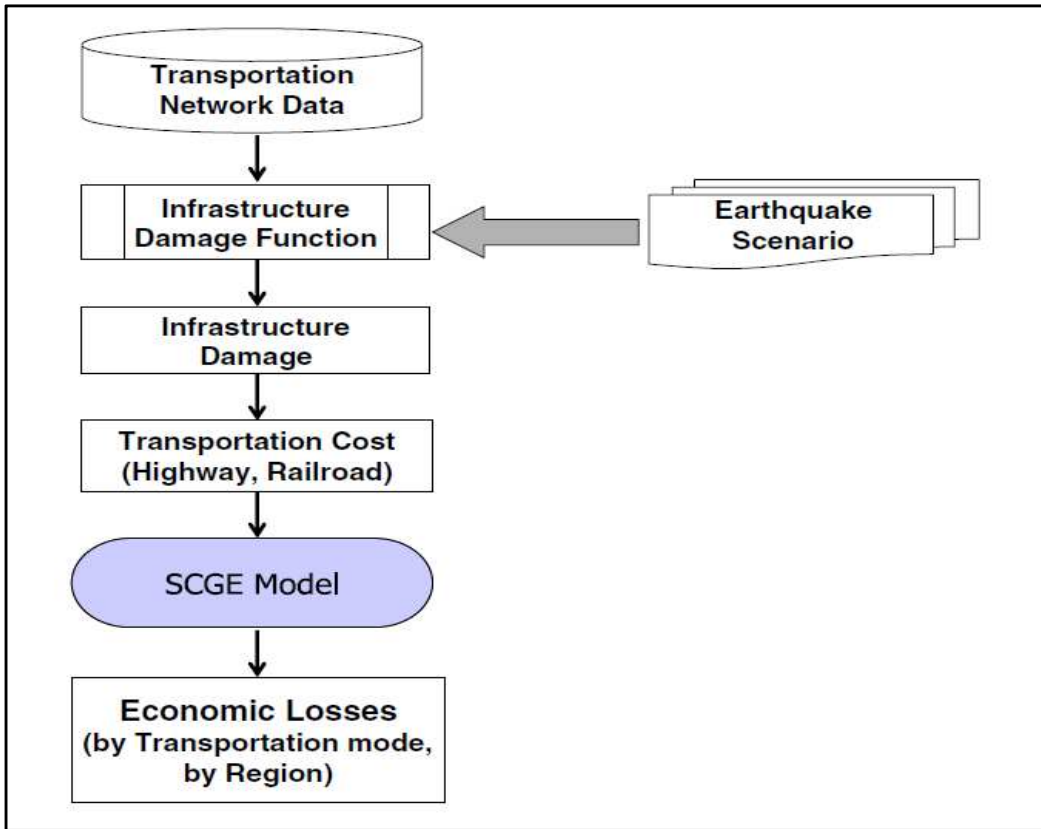 Transportation
Network Data
Infrastructure
Damage Function
Earthquake
Scenario
Infrastructure
Damage
Transportation Cost
(Highway, Railroad)
SCGE Model
Economic Losses
(by Transportation mode,
by Region)